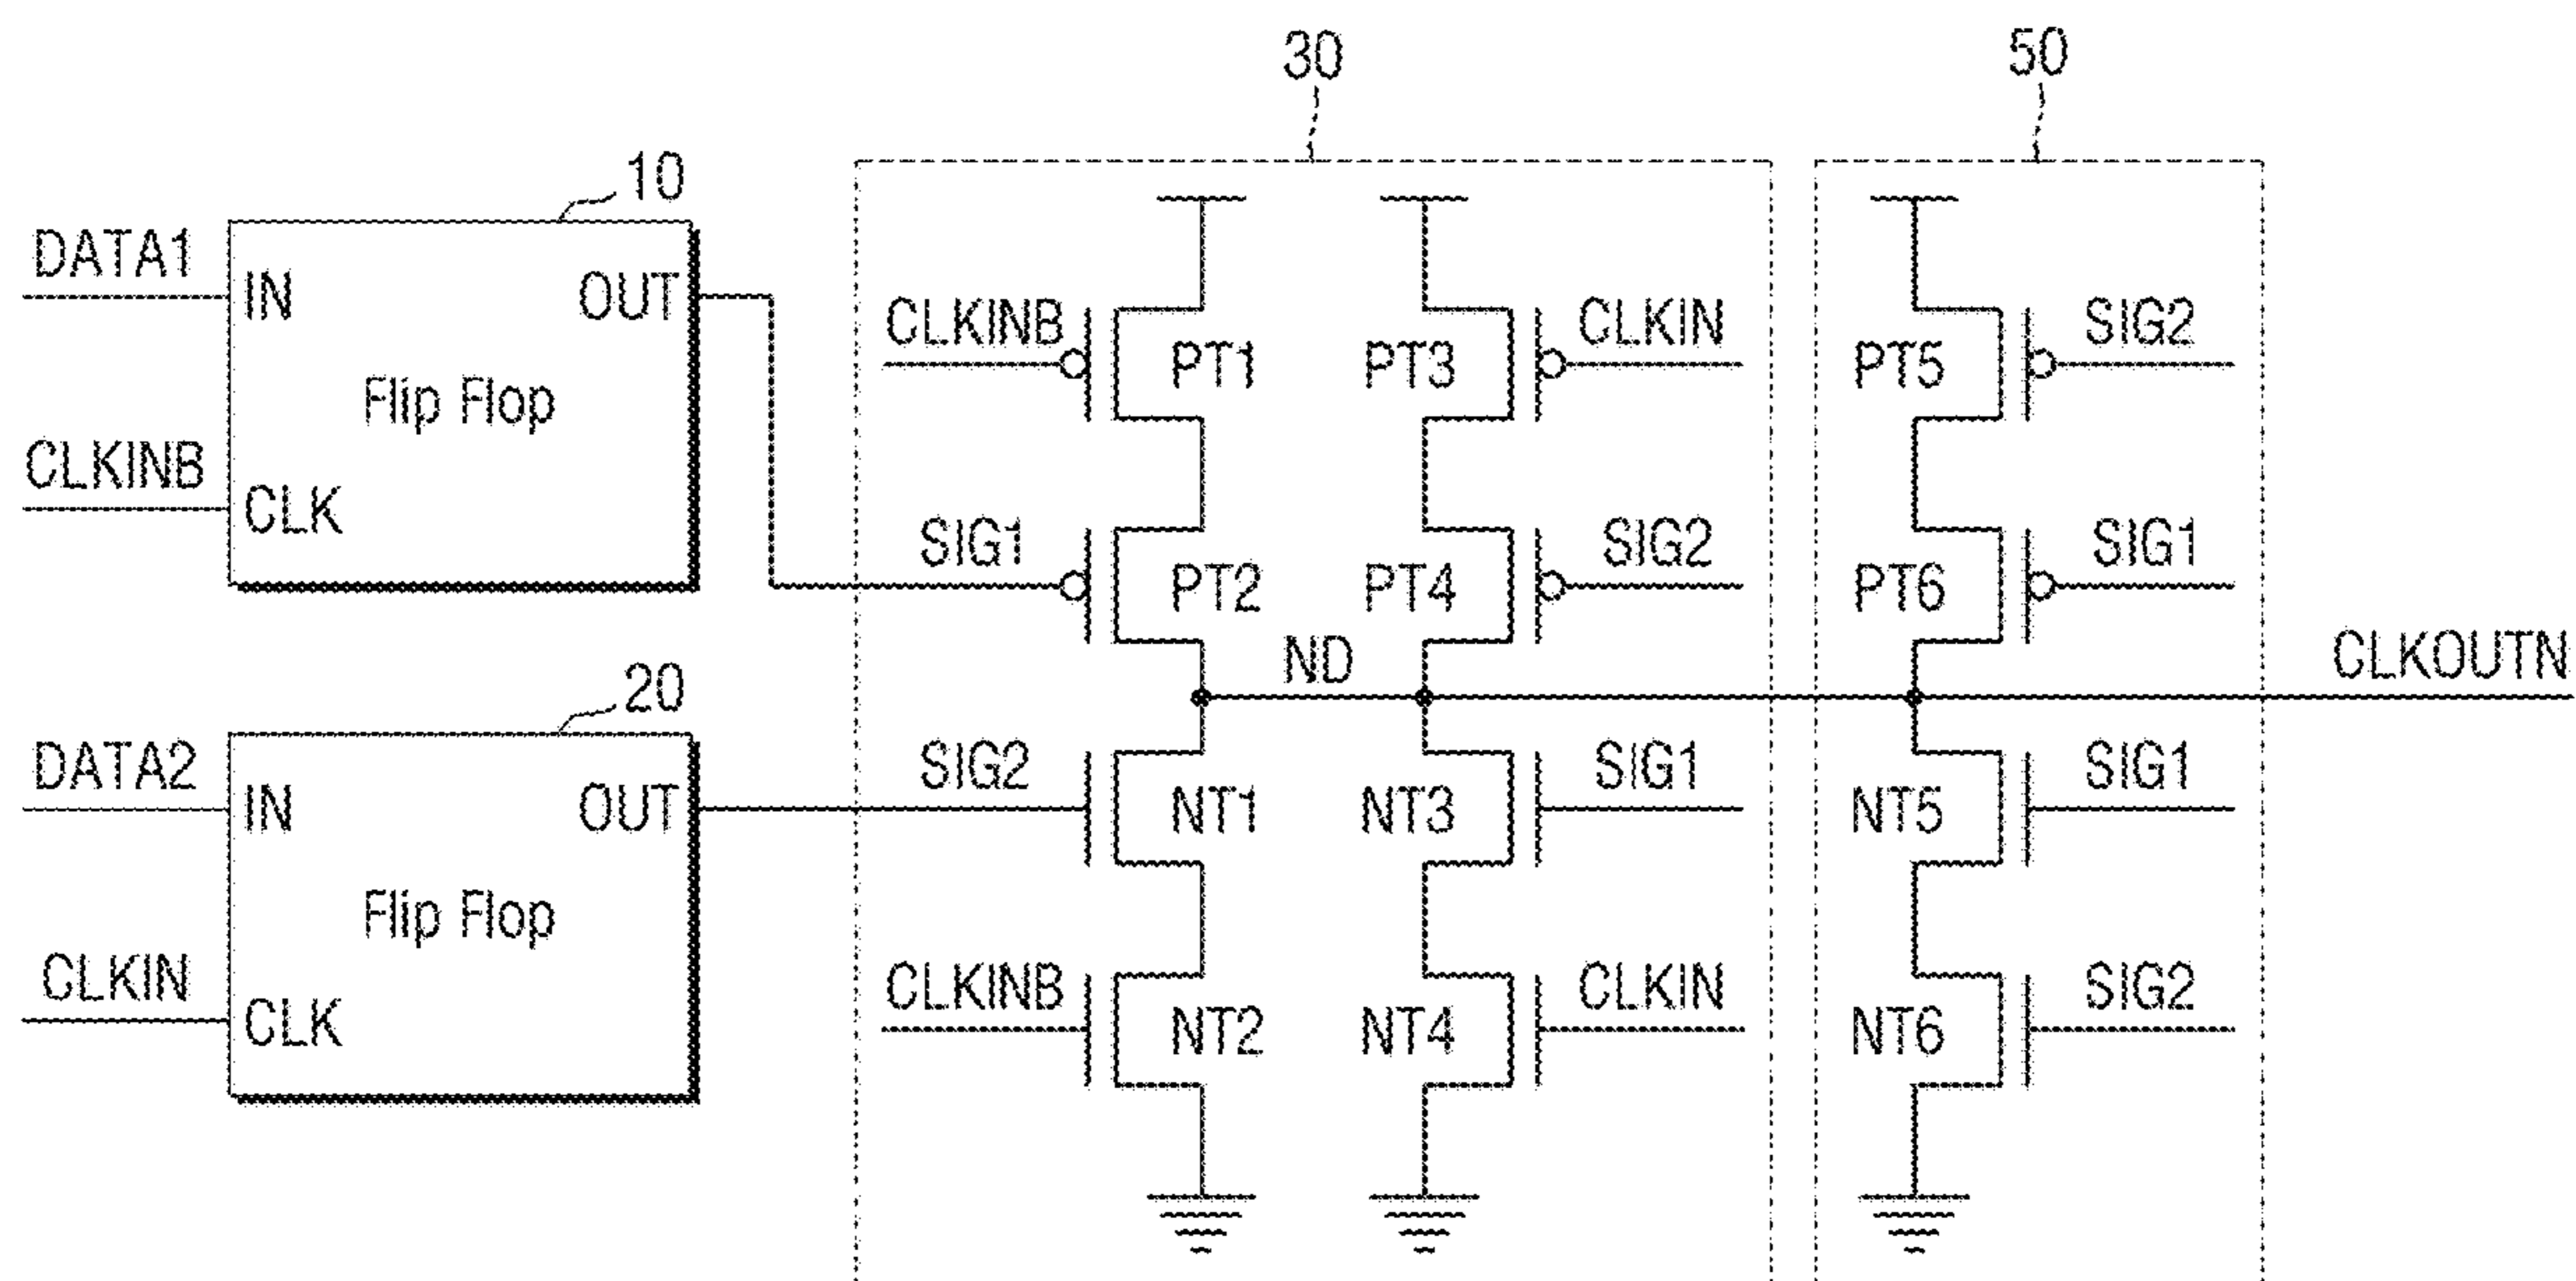 30
50
10
DATA1
IN
OUT
Flip Flop
CLKINB
CLK
20
DATA2
IN
OUT
Flip Flop
CLKIN
CLK
CLKINB
PT1
PT3
CLKIN
SIG1
PT2
PT4
SIG2
ND
SIG2
NT1
NT3
SIG1
CLKINB
NT2
NT4
CLKIN
PT5
SIG2
PT6
SIG1
CLKOUTN
NT5
SIG1
NT6
SIG2